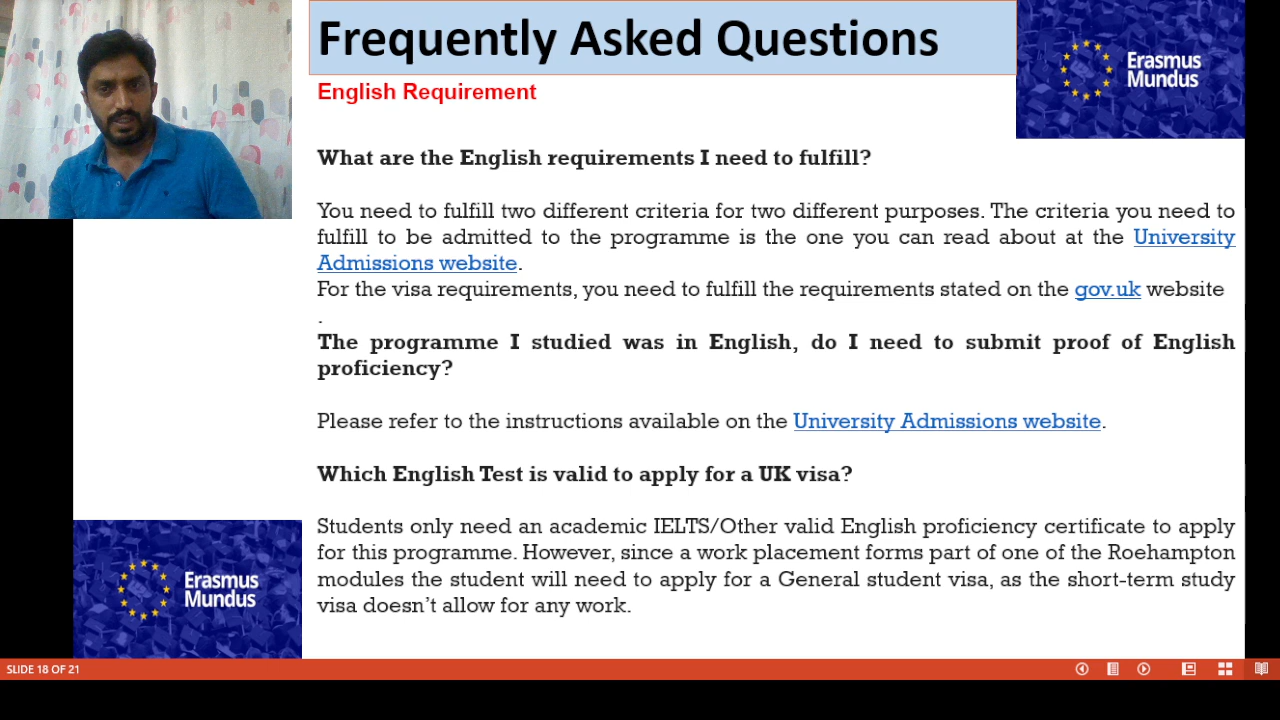 Frequently Asked Questions
Erasmus
Mundus
English Requirement
What are the English requirements I need to fulfill?
You need to fulfill two different criteria for two different purposes. The criteria you need to
fulfill to be admitted to the programme is the one you can read about at the University
Admissions website.
For the visa requirements, you need to fulfill the requirements stated on the gov.uk website
.
The programme I studied was in English, do I need to submit proof of English
proficiency?
Please refer to the instructions available on the University Admissions website.
Which English Test is valid to apply for a UK visa?
Students only need an academic IELTS/Other valid English proficiency certificate to apply
for this programme. However, since a work placement forms part of one of the Roehampton
modules the student will need to apply for a General student visa, as the short-term study
visa doesn't allow for any work.
Erasmus
Mundus
SLIDE 18 OF 21